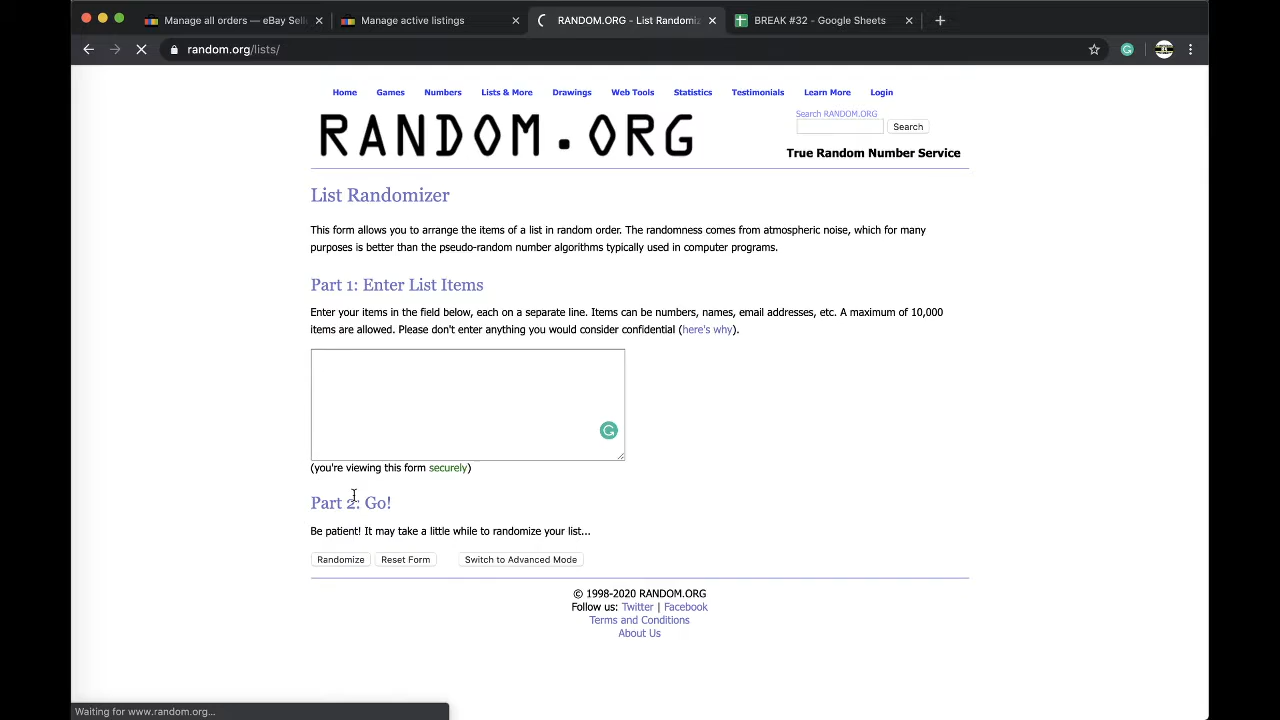 Manage all orders — eBay Selle
Manage active listings
RANDOM.ORG - List Randomiz
BREAK #32 - Google Sheets
random.org/lists/
Home Games Numbers Lists & More Drawings Web Tools Statistics Testimonials Learn More Login
RANDOM.ORG
Search RANDOM.ORG
Search
True Random Number Service
List Randomizer
This form allows you to arrange the items of a list in random order. The randomness comes from atmospheric noise, which for many
purposes is better than the pseudo-random number algorithms typically used in computer programs.
Part 1: Enter List Items
Enter your items in the field below, each on a separate line. Items can be numbers, names, email addresses, etc. A maximum of 10,000
items are allowed. Please don't enter anything you would consider confidential (here's why).
(you're viewing this form securely)
Part 2: Go!
Be patient! It may take a little while to randomize your list...
Randomize Reset Form Switch to Advanced Mode
© 1998-2020 RANDOM.ORG
Follow us: Twitter | Facebook
Terms and Conditions
About Us
Waiting for www.random.org...